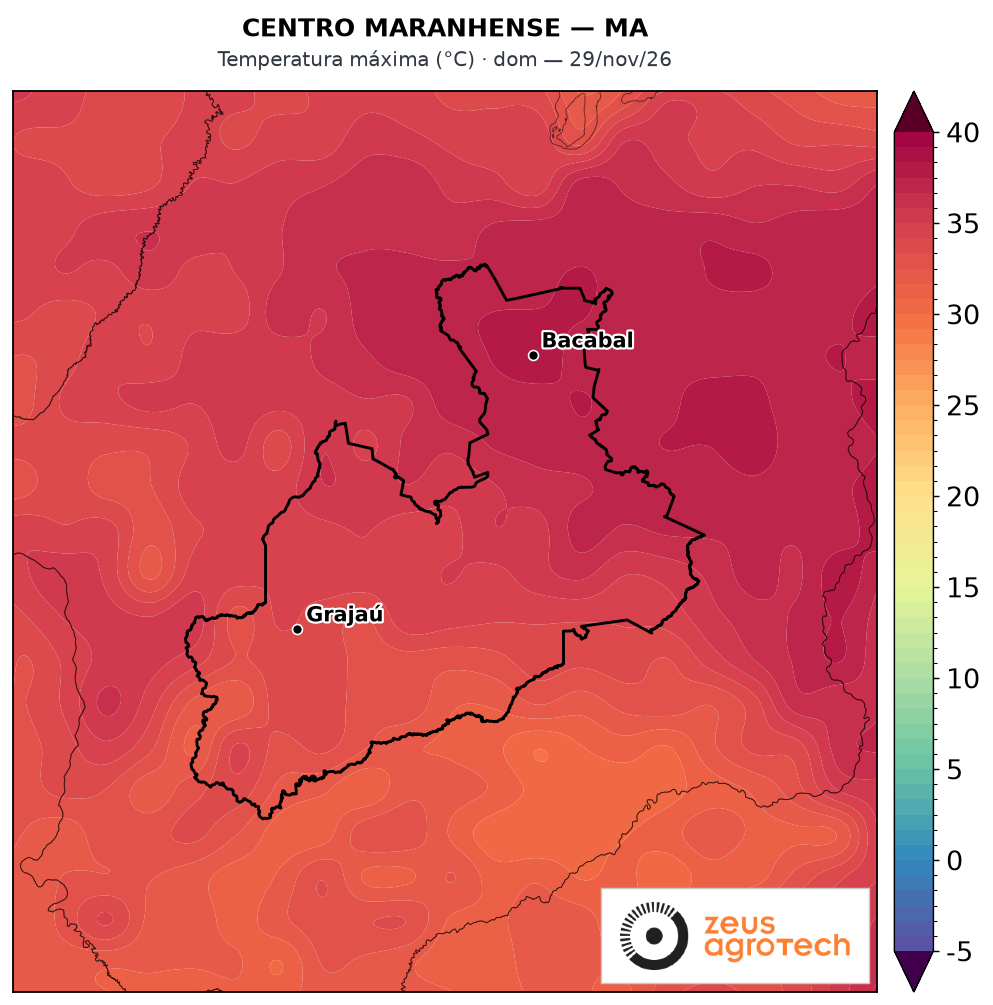 CENTRO MARANHENSE — MA
Temperatura máxima (°C) · dom — 29/nov/26
40
35
30
25
20
15
10
5
0
-5
Bacabal
Grajaú
zeus
agrotech